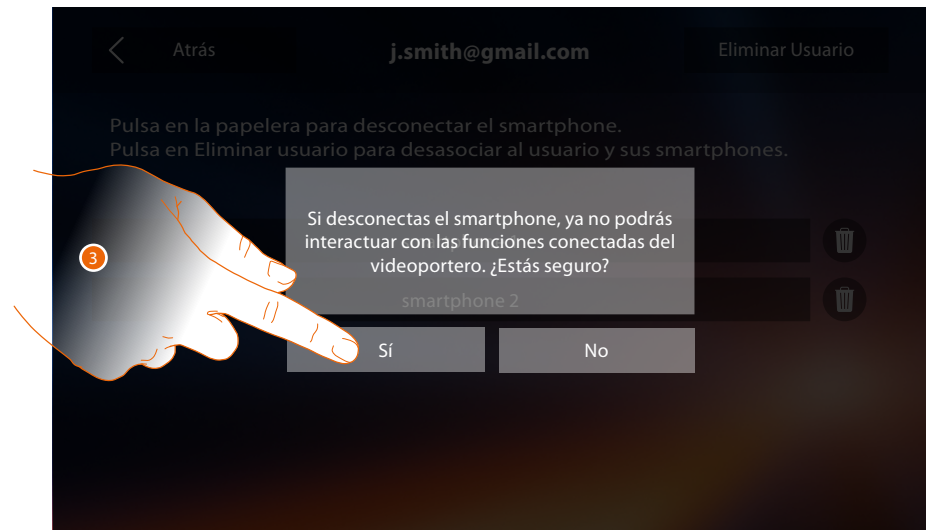 Atrás
j.smith@gmail.com
Eliminar Usuario
Pulsa en la papelera para desconectar el smartphone.
Pulsa en Eliminar usuario para desasociar al usuario y sus smartphones.
Si desconectas el smartphone, ya no podrás
interactuar con las funciones conectadas del
videoportero. ¿Estás seguro?
3
smartphone 2
Sí
No